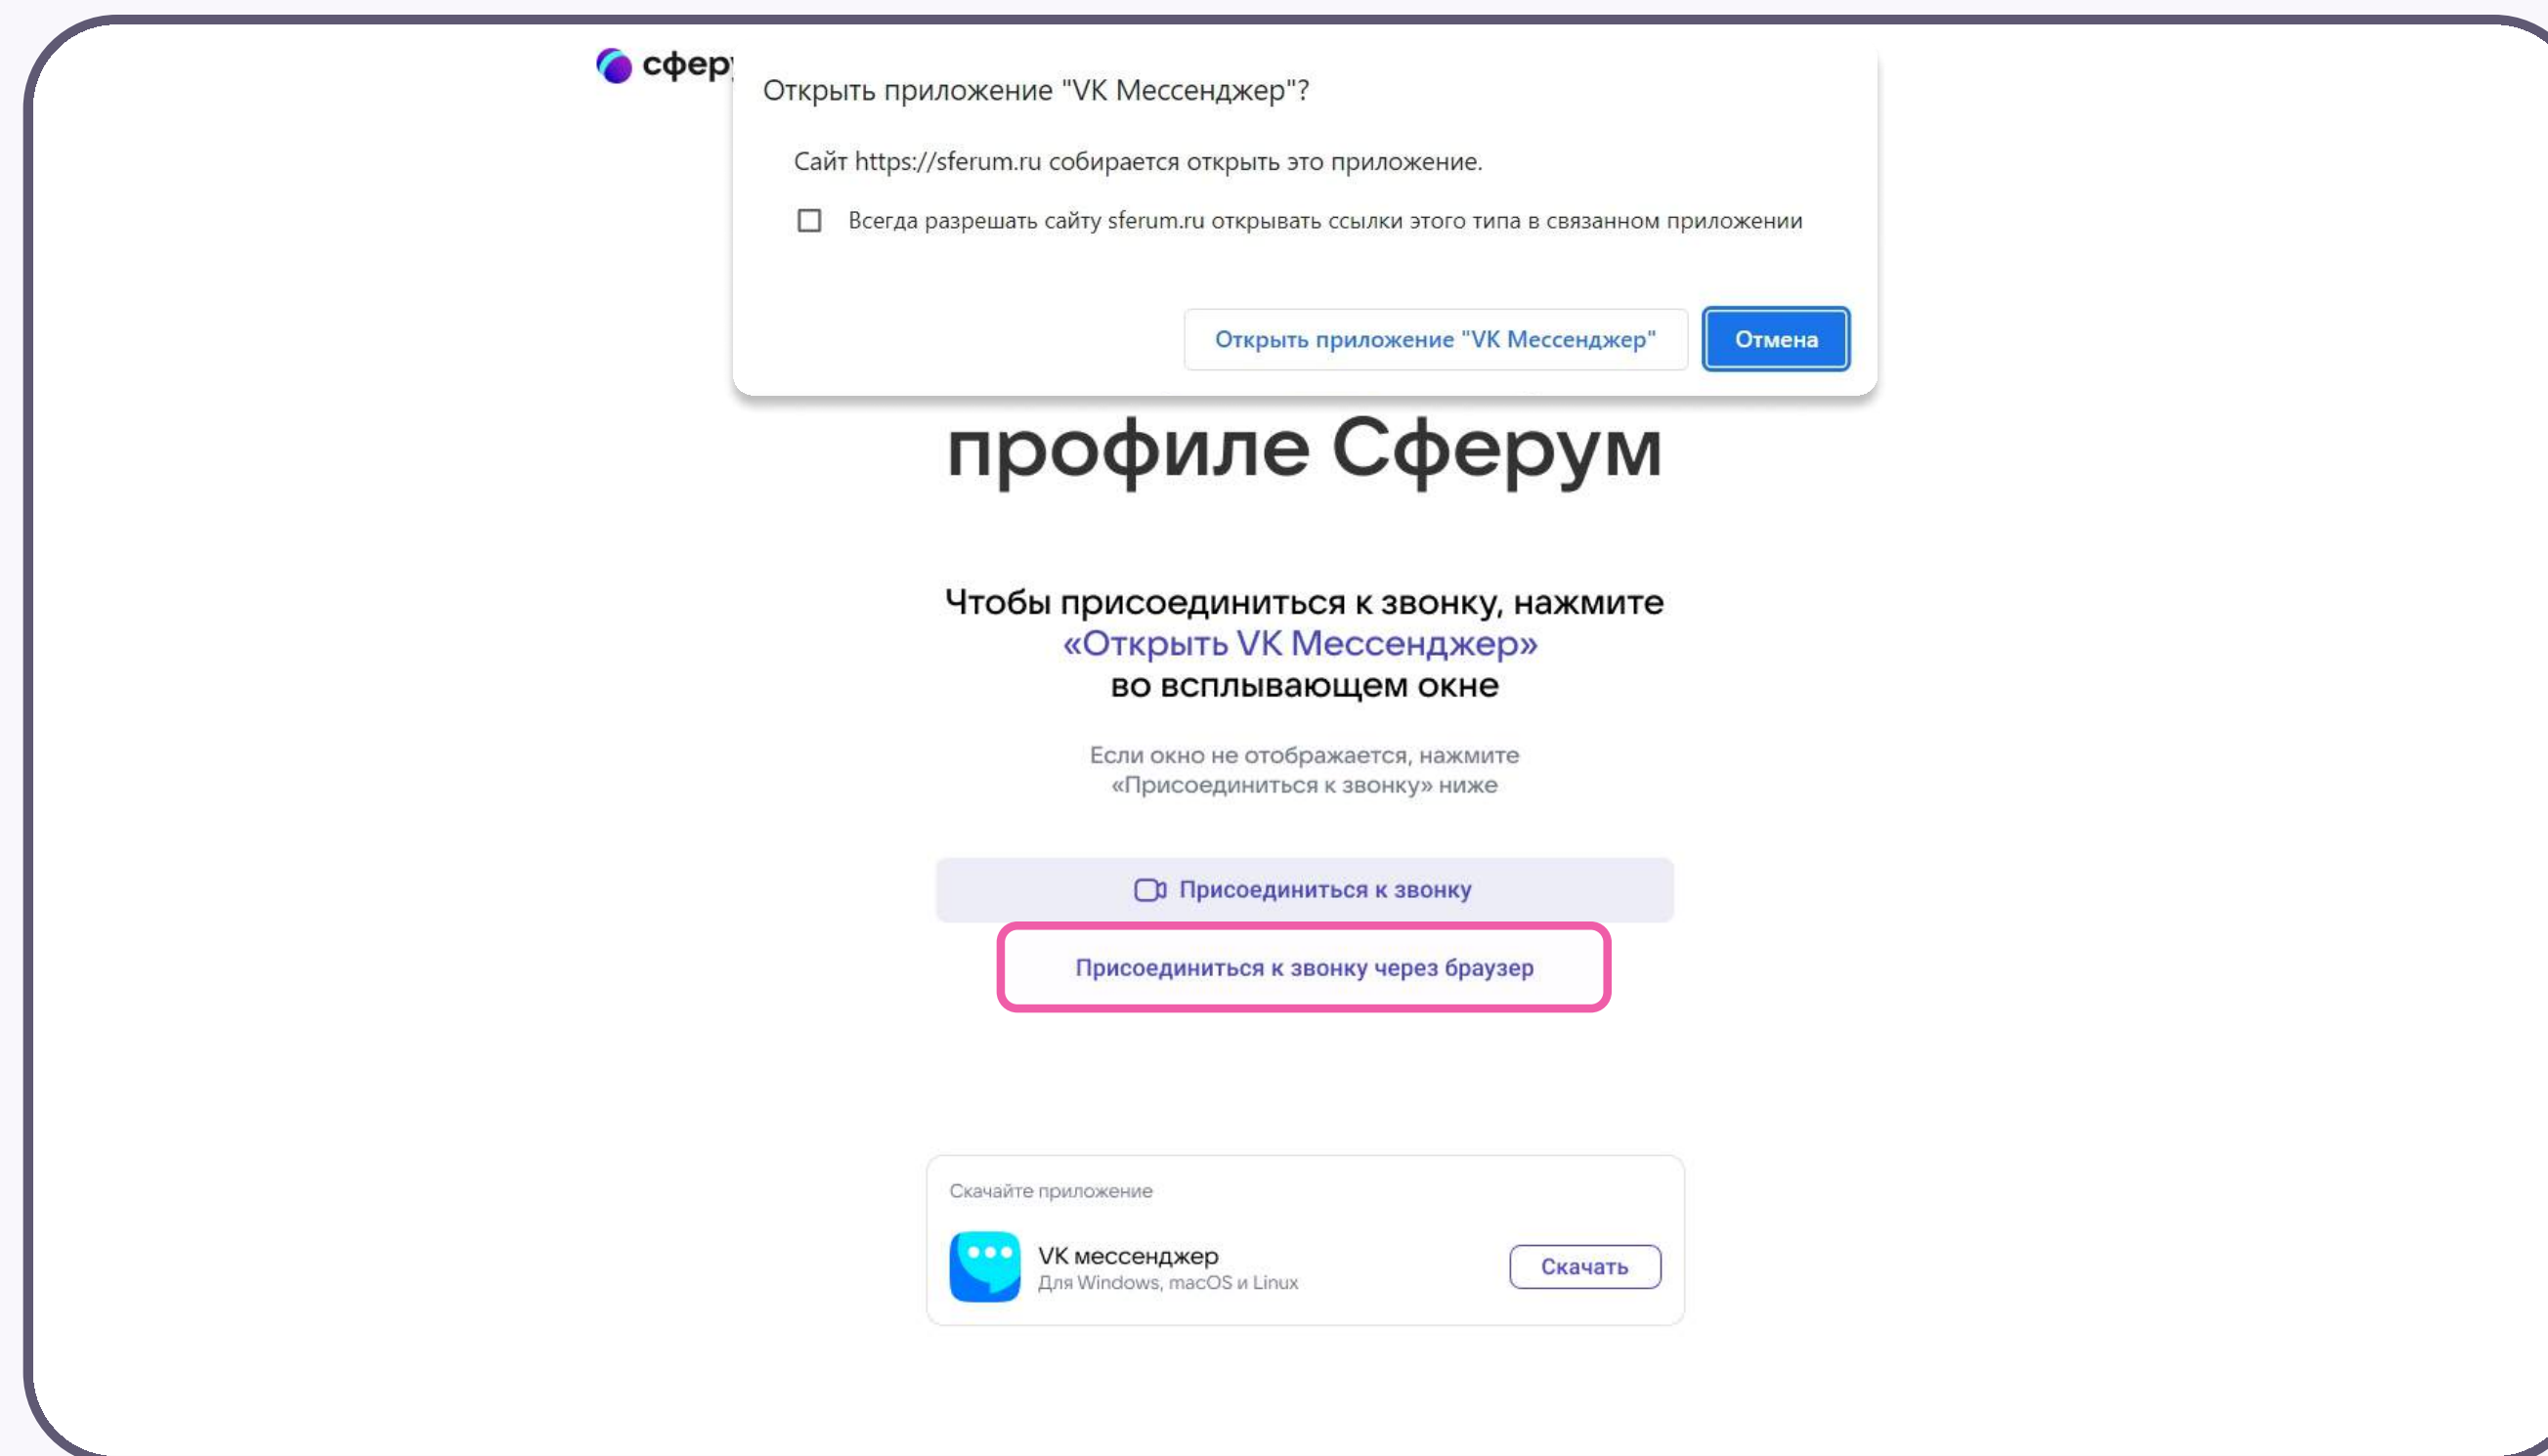 сфер
Открыть приложение "VK Мессенджер"?
Сайт https://sferum.ru собирается открыть это приложение.
Всегда разрешать сайту sferum.ru открывать ссылки этого типа в связанном приложении
Открыть приложение "VK Мессенджер"
Отмена
профиле Сферум
Чтобы присоединиться к звонку, нажмите
«Открыть VK Мессенджер»
во всплывающем окне
Если окно не отображается, нажмите
«Присоединиться к звонку» ниже
Присоединиться к звонку
Присоединиться к звонку через браузер
Скачайте приложение
VK мессенджер
Для Windows, macOS и Linux
Скачать